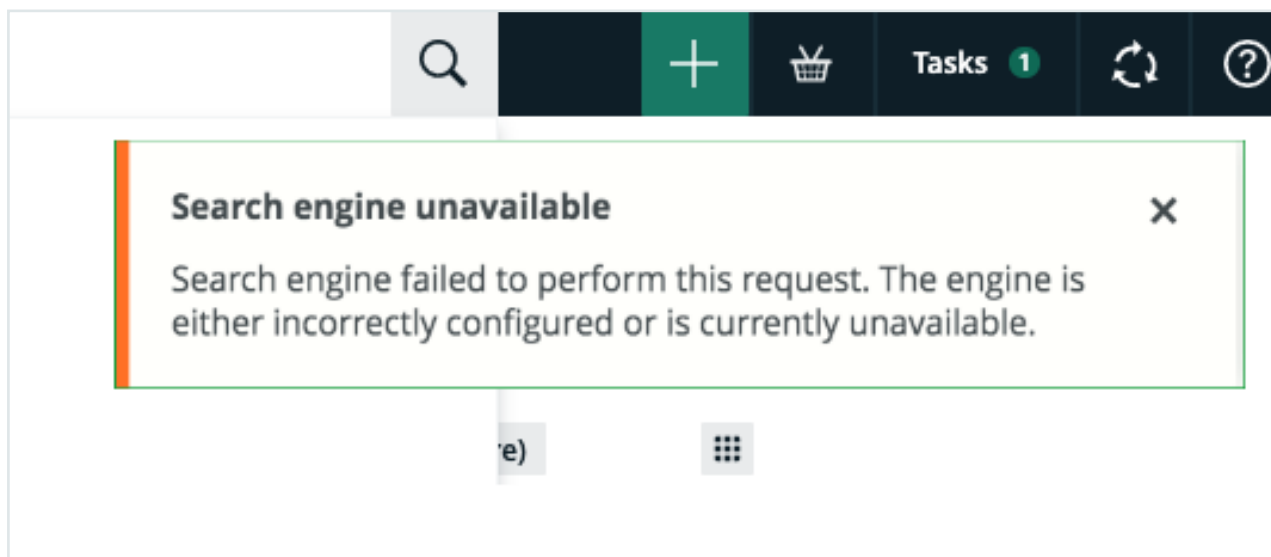 Tasks 1
Search engine unavailable
Search engine failed to perform this request. The engine is
either incorrectly configured or is currently unavailable.
re)